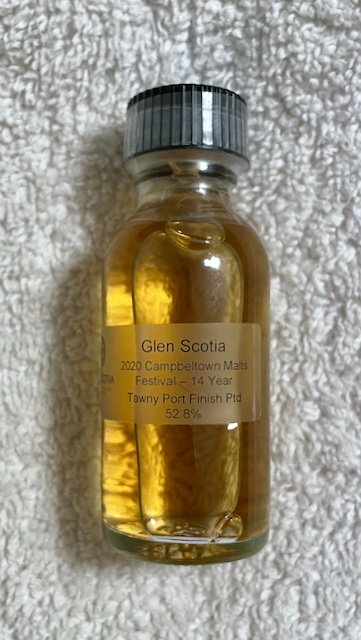 Glen Scotia
2020 Campbeltown Malts
Festival – 14 Year
Tawny Port Finish Ptd
52.8%